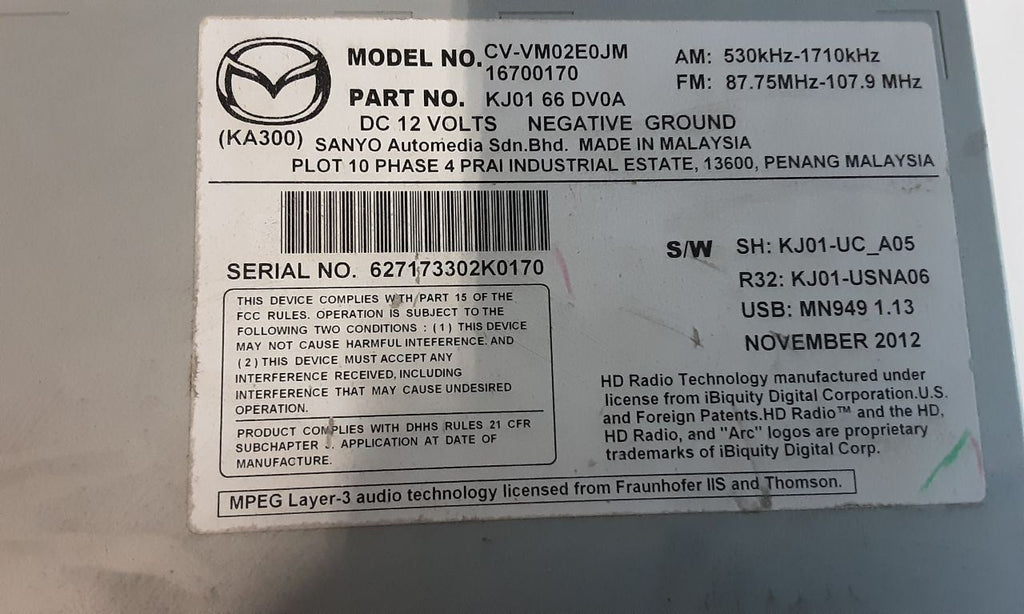 MODEL NO. CV-VM02E0JM
16700170
AM: 530kHz-1710kHz
FM: 87.75MHz-107.9 MHz
PART NO. KJ01 66 DV0A
DC 12 VOLTS NEGATIVE GROUND
(KA300) SANYO Automedia Sdn.Bhd. MADE IN MALAYSIA
PLOT 10 PHASE 4 PRAI INDUSTRIAL ESTATE, 13600, PENANG MALAYSIA
SERIAL NO. 627173302K0170
THIS DEVICE COMPLIES WITH PART 15 OF THE
FCC RULES. OPERATION IS SUBJECT TO THE
FOLLOWING TWO CONDITIONS : (1) THIS DEVICE
MAY NOT CAUSE HARMFUL INTERFERENCE. AND
(2) THIS DEVICE MUST ACCEPT ANY
INTERFERENCE RECEIVED, INCLUDING
INTERFERENCE THAT MAY CAUSE UNDESIRED
OPERATION.
PRODUCT COMPLIES WITH DHHS RULES 21 CFR
SUBCHAPTER J. APPLICATION AT DATE OF
MANUFACTURE.
S/W SH: KJ01-UC_A05
R32: KJ01-USNA06
USB: MN949 1.13
NOVEMBER 2012
HD Radio Technology manufactured under
license from iBiquity Digital Corporation.U.S.
and Foreign Patents.HD Radio™ and the HD,
HD Radio, and "Arc" logos are proprietary
trademarks of iBiquity Digital Corp.
MPEG Layer-3 audio technology licensed from Fraunhofer IIS and Thomson.